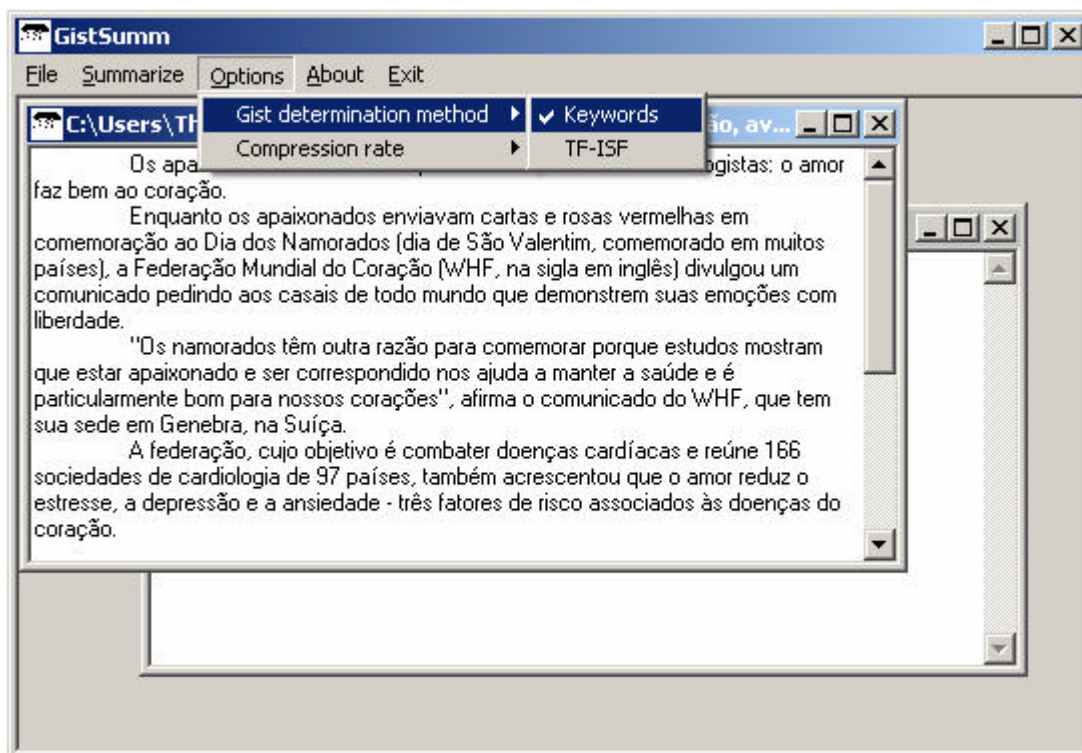 GistSumm
File Summarize Options About Exit
Gist determination method Keywords
Compression rate TF-ISF
C:\Users\Th ão, av...
Os apa ogistas: o amor
faz bem ao coração.
Enquanto os apaixonados enviavam cartas e rosas vermelhas em
comemoração ao Dia dos Namorados (dia de São Valentim, comemorado em muitos
países), a Federação Mundial do Coração (WHF, na sigla em inglês) divulgou um
comunicado pedindo aos casais de todo mundo que demonstrem suas emoções com
liberdade.
"Os namorados têm outra razão para comemorar porque estudos mostram
que estar apaixonado e ser correspondido nos ajuda a manter a saúde e é
particularmente bom para nossos corações", afirma o comunicado do WHF, que tem
sua sede em Genebra, na Suíça.
A federação, cujo objetivo é combater doenças cardíacas e reúne 166
sociedades de cardiologia de 97 países, também acrescentou que o amor reduz o
estresse, a depressão e a ansiedade - três fatores de risco associados às doenças do
coração.